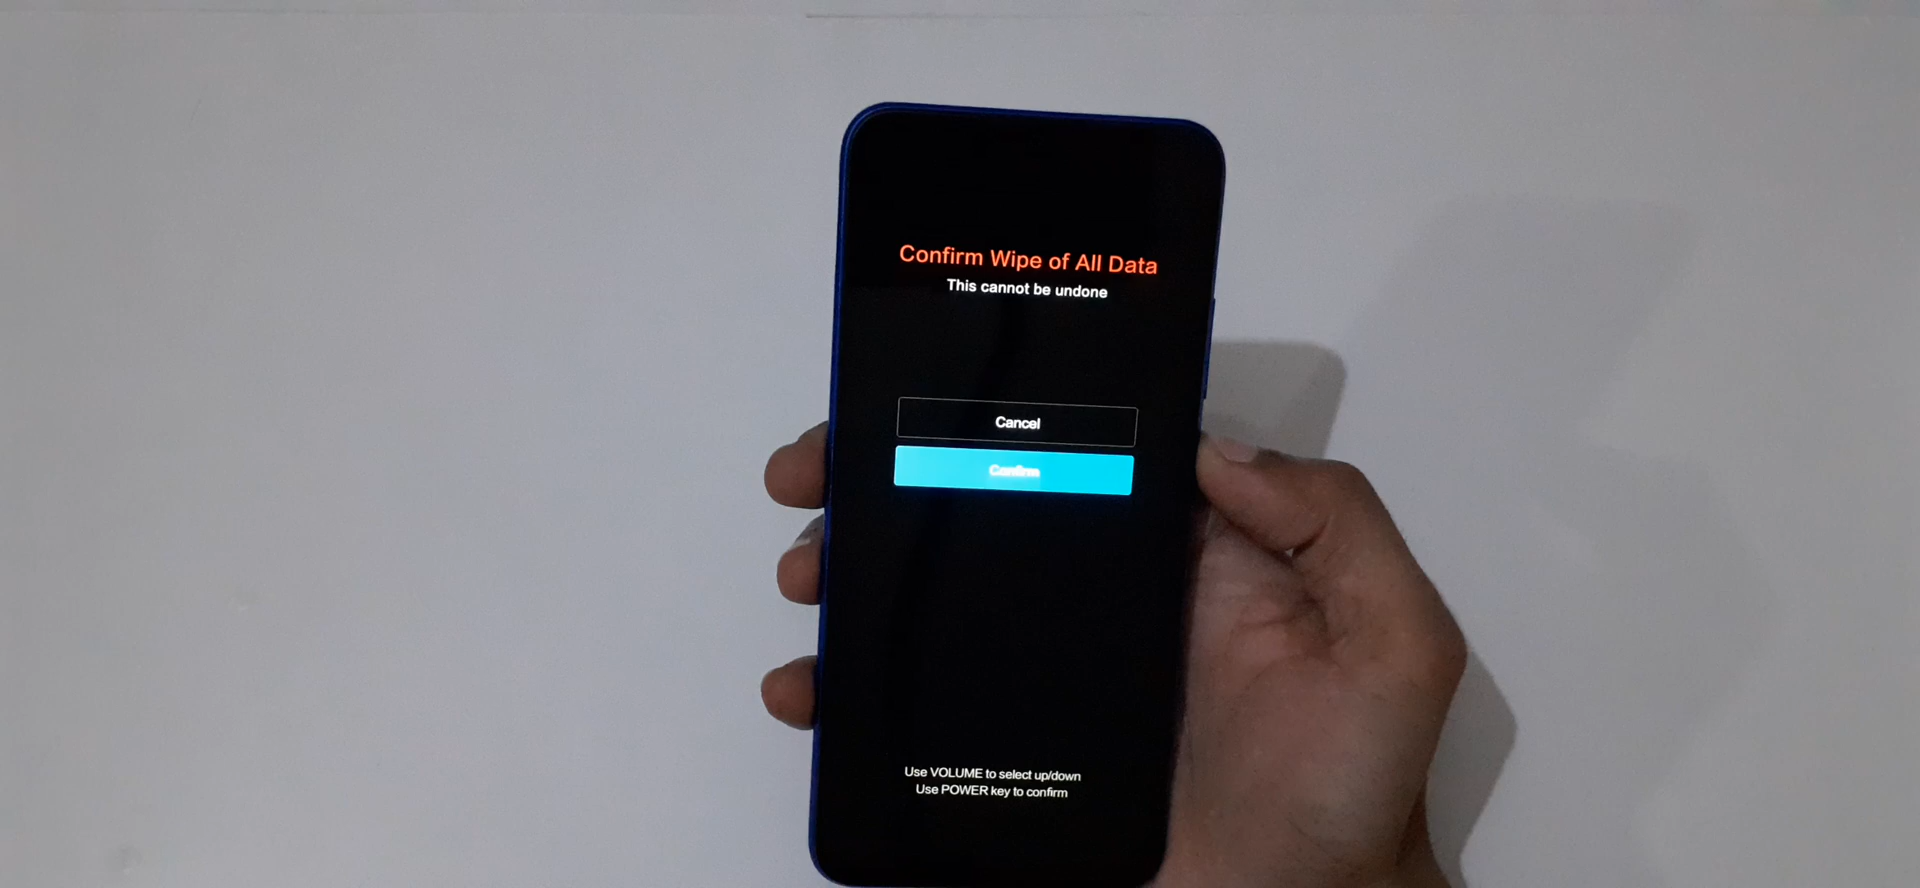 Confirm Wipe of All Data
This cannot be undone
Cancel
Confirm
Use VOLUME to select up/down
Use POWER key to confirm